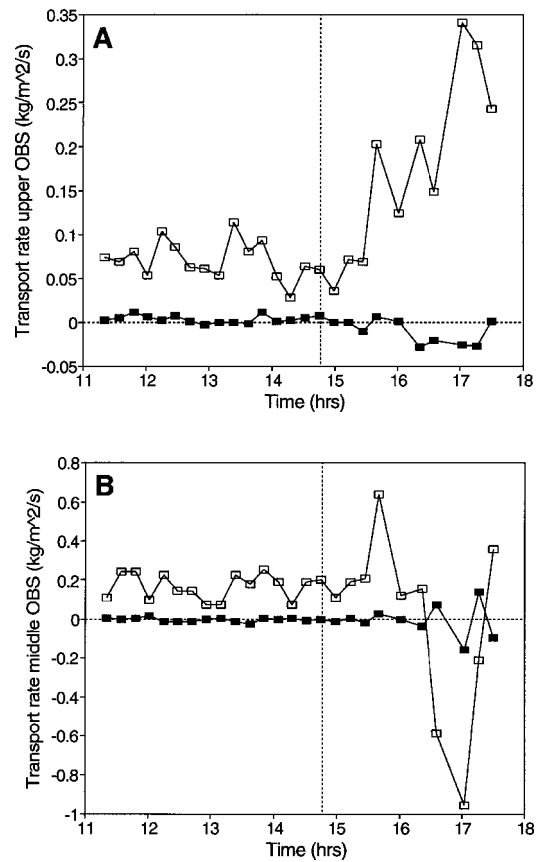 A
Transport rate upper OBS (kg/m^2/s)
0.35
0.3
0.25
0.2
0.15
0.1
0.05
0
-0.05
11 12 13 14 15 16 17 18
Time (hrs)
B
Transport rate middle OBS (kg/m^2/s)
0.8
0.6
0.4
0.2
0
-0.2
-0.4
-0.6
-0.8
-1
11 12 13 14 15 16 17 18
Time (hrs)